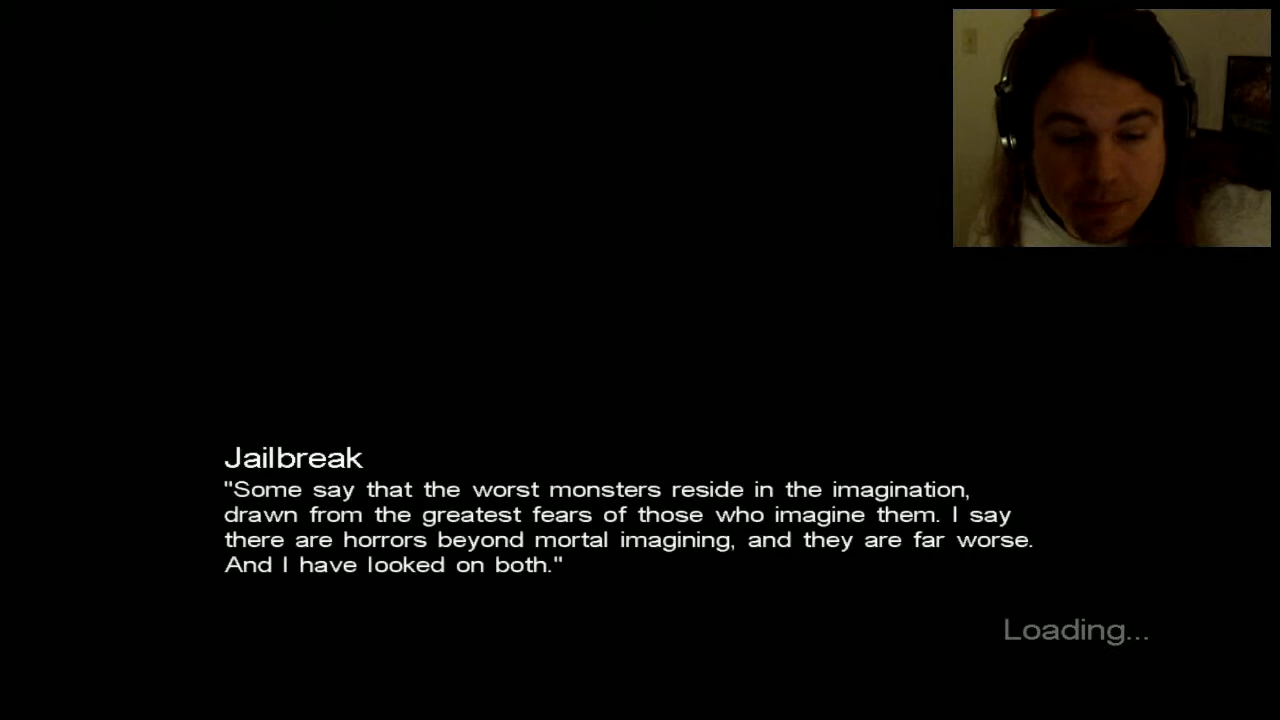 Jailbreak
"Some say that the worst monsters reside in the imagination,
drawn from the greatest fears of those who imagine them. I say
there are horrors beyond mortal imagining, and they are far worse.
And I have looked on both."
Loading...